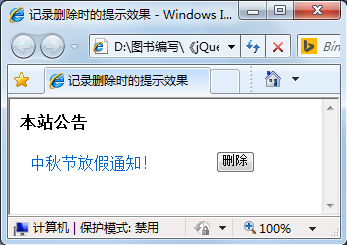 记录删除时的提示效果 - Windows I...
D:\图书编写\《jQue
Bin
记录删除时的提示效果
本站公告
中秋节放假通知！ 删除
计算机 | 保护模式: 禁用 100%